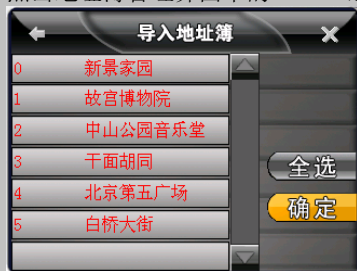 导入地址簿
0 新景家园
1 故宫博物院
2 中山公园音乐堂
3 干面胡同
4 北京第五广场
5 白桥大街
全选
确定